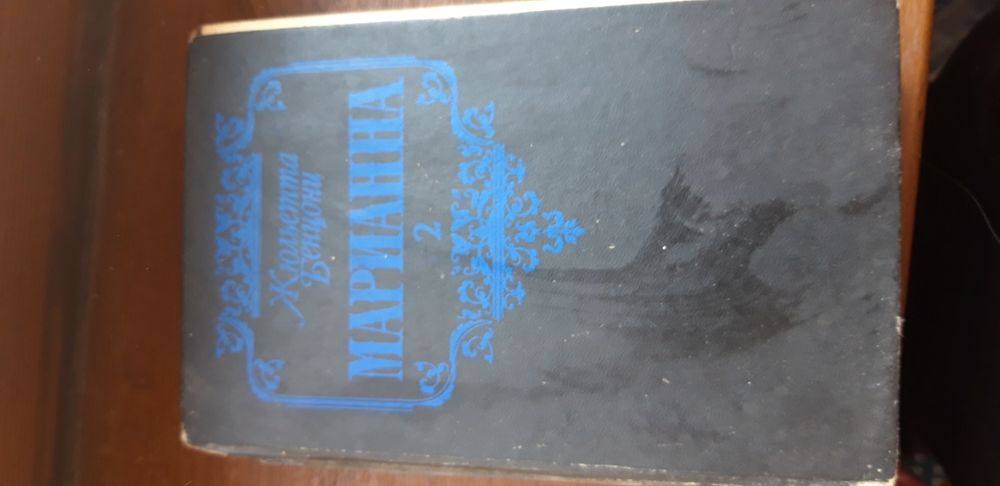 Жюльетта
Бенцони
МАРИАННА
2